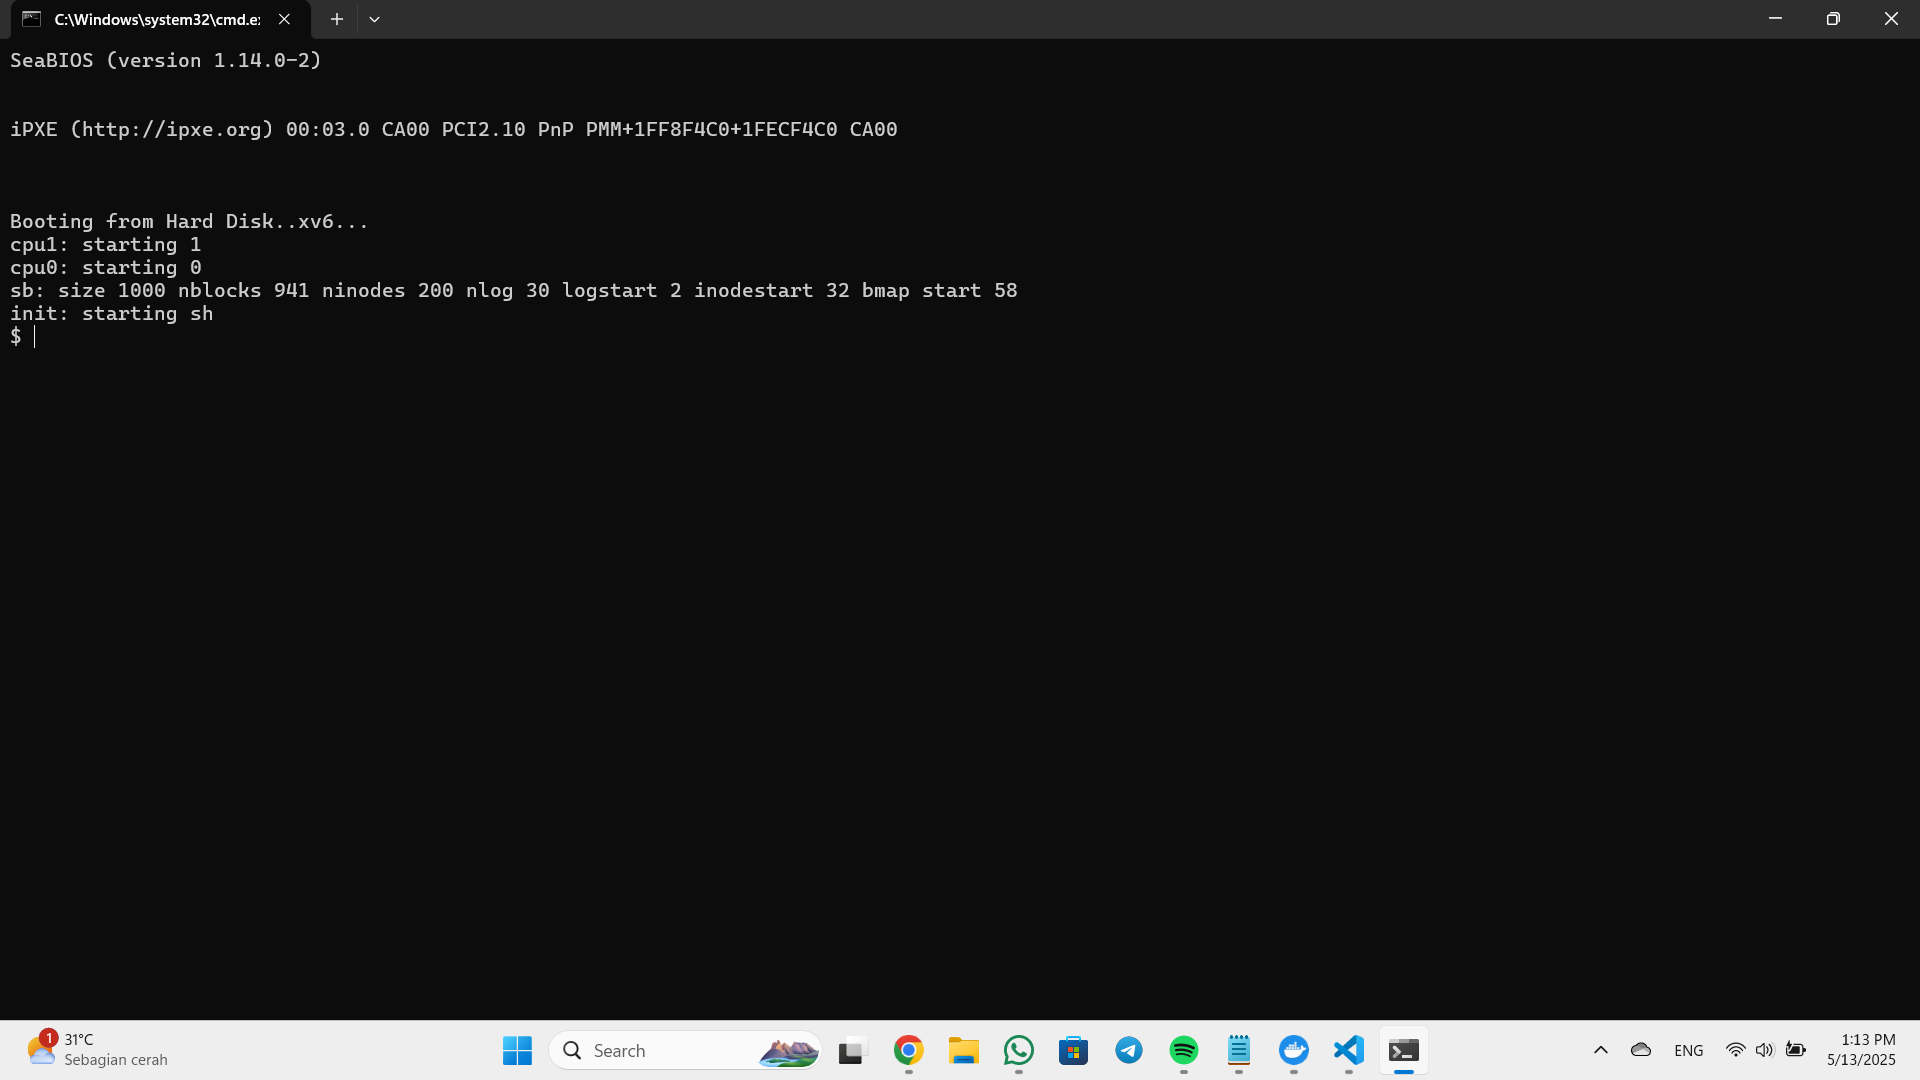 C:\Windows\system32\cmd.e
SeaBIOS (version 1.14.0-2)
iPXE (http://ipxe.org) 00:03.0 CA00 PCI2.10 PnP PMM+1FF8F4C0+1FECF4C0 CA00
Booting from Hard Disk..xv6...
cpu1: starting 1
cpu0: starting 0
sb: size 1000 nblocks 941 ninodes 200 nlog 30 logstart 2 inodestart 32 bmap start 58
init: starting sh
$
1
31°C
Sebagian cerah
Search
ENG
1:13 PM
5/13/2025